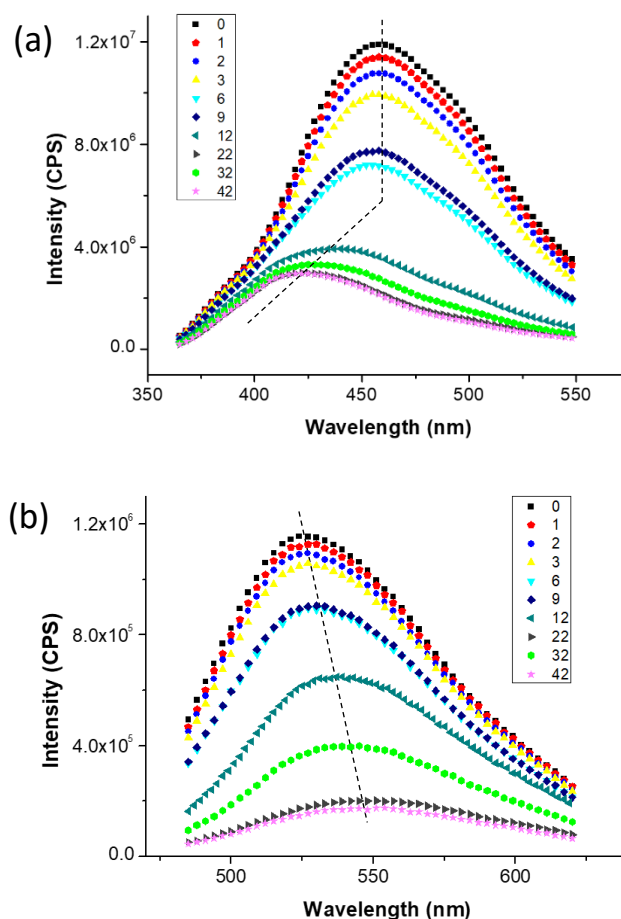 (a)
Intensity (CPS)
1.2x10⁷
8.0x10⁶
4.0x10⁶
0.0
0
1
2
3
6
9
12
22
32
42
350 400 450 500 550
Wavelength (nm)
(b)
Intensity (CPS)
1.2x10⁶
8.0x10⁵
4.0x10⁵
0.0
0
1
2
3
6
9
12
22
32
42
500 550 600
Wavelength (nm)